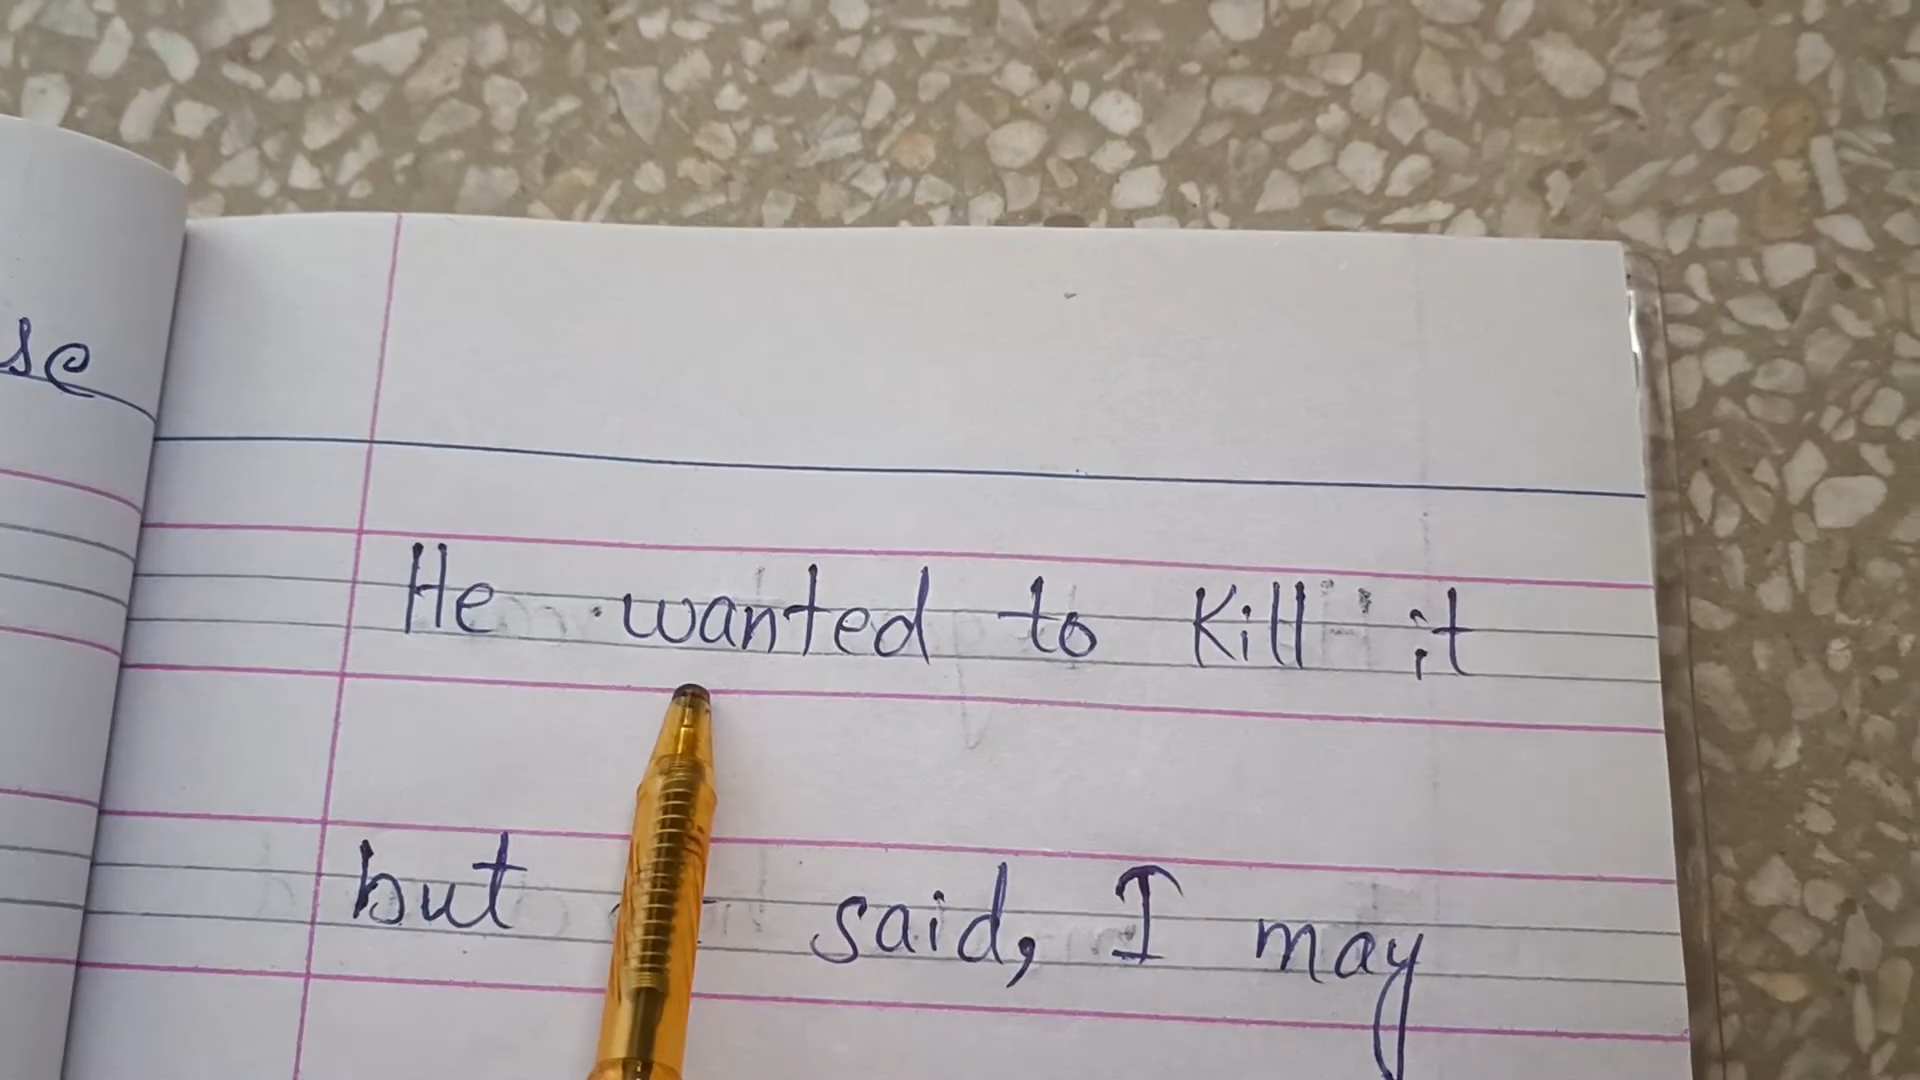 se
He wanted to Kill it
but said, I may